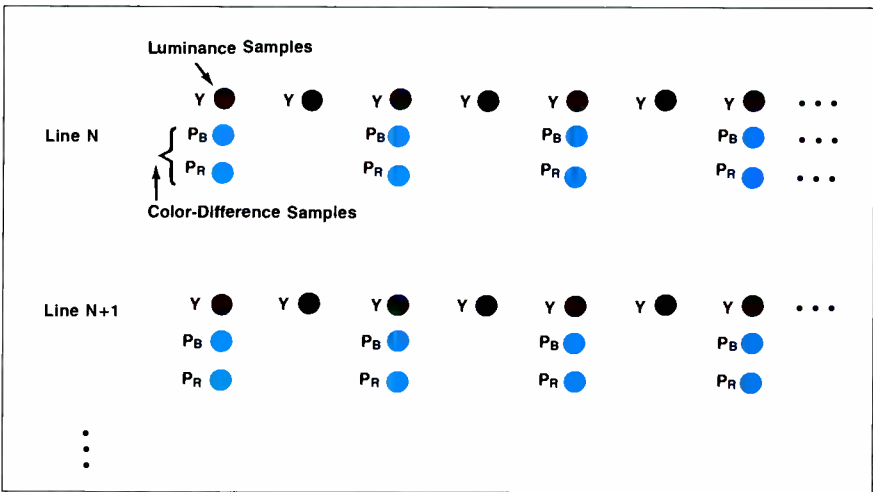 Luminance Samples
Y Y Y Y Y Y Y • • •
Line N PB PB PB PB • • •
PR PR PR PR • • •
Color-Difference Samples
Line N+1 Y Y Y Y Y Y Y • • •
PB PB PB PB
PR PR PR PR